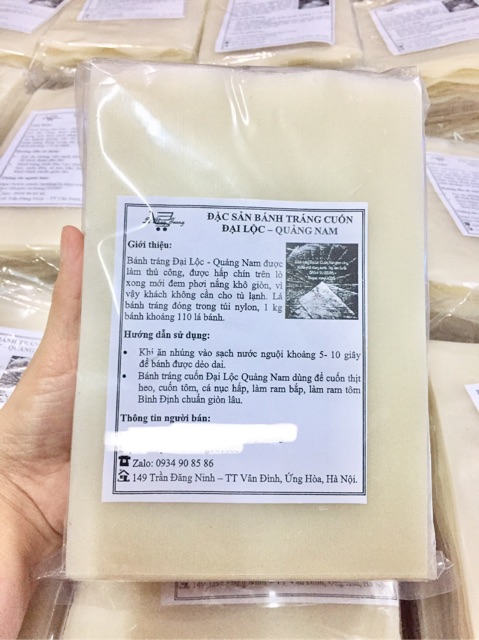 ĐẶC SẢN BÁNH TRÁNG CUỐN
ĐẠI LỘC – QUẢNG NAM
Giới thiệu:
Bánh tráng Đại Lộc - Quảng Nam được
làm thủ công, được hấp chín trên lò
xong mới đem phơi nắng khô giòn, vì
vậy khách không cần cho tủ lạnh. Lá
bánh tráng đóng trong túi nylon, 1 kg
bánh khoảng 110 lá bánh.
Hướng dẫn sử dụng:
• Khi ăn nhúng vào sạch nước nguội khoảng 5- 10 giây
để bánh được dẻo dai.
• Bánh tráng cuốn Đại Lộc Quảng Nam dùng để cuốn thịt
heo, cuốn tôm, cá nục hấp, làm ram bắp, làm ram tôm
Bình Định chuẩn giòn lâu.
Thông tin người bán:
Zalo: 0934 90 85 86
149 Trần Đăng Ninh – TT Vân Đình, Ứng Hòa, Hà Nội.